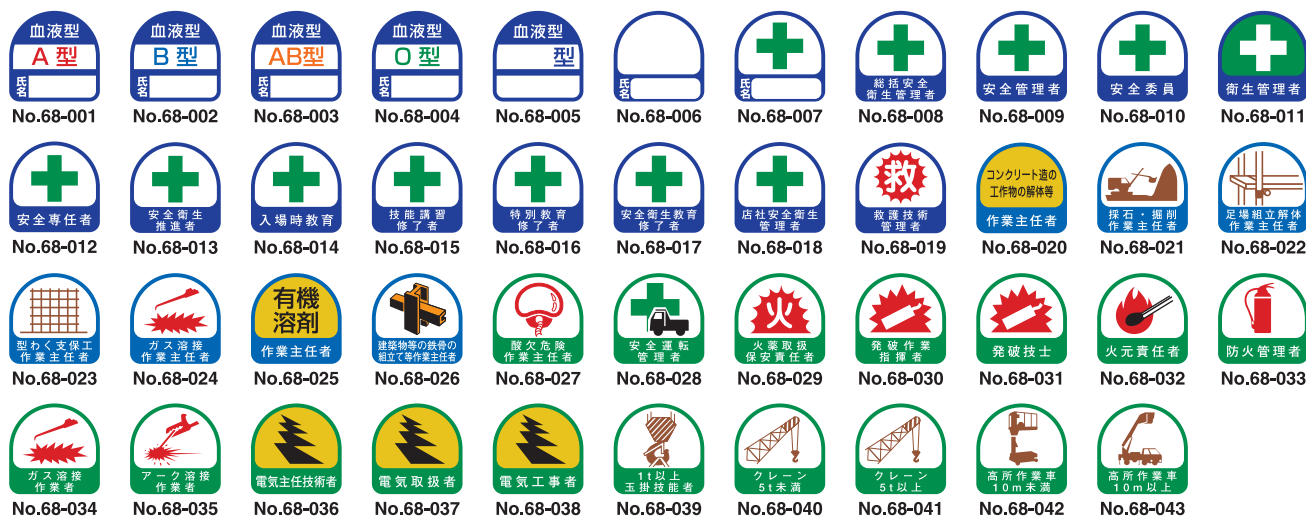 血液型
A 型
氏名
No.68-001
血液型
B 型
氏名
No.68-002
血液型
AB型
氏名
No.68-003
血液型
O 型
氏名
No.68-004
血液型
型
氏名
No.68-005
氏名
No.68-006
氏名
No.68-007
総括安全
衛生管理者
No.68-008
安全管理者
No.68-009
安全委員
No.68-010
衛生管理者
No.68-011
安全専任者
No.68-012
安全衛生
推進者
No.68-013
入場時教育
No.68-014
技能講習
修了者
No.68-015
特別教育
修了者
No.68-016
安全衛生教育
修了者
No.68-017
店社安全衛生
管理者
No.68-018
救
救護技術
管理者
No.68-019
コンクリート造の
工作物の解体等
作業主任者
No.68-020
採石・掘削
作業主任者
No.68-021
足場組立解体
作業主任者
No.68-022
型わく支保工
作業主任者
No.68-023
ガス溶接
作業主任者
No.68-024
有機
溶剤
作業主任者
No.68-025
建築物等の鉄骨の
組立て等作業主任者
No.68-026
酸欠危険
作業主任者
No.68-027
安全運転
管理者
No.68-028
火
火薬取扱
保安責任者
No.68-029
発破作業
指揮者
No.68-030
発破技士
No.68-031
火元責任者
No.68-032
防火管理者
No.68-033
ガス溶接
作業者
No.68-034
アーク溶接
作業者
No.68-035
電気主任技術者
No.68-036
電気取扱者
No.68-037
電気工事者
No.68-038
1t以上
玉掛技能者
No.68-039
クレーン
5t未満
No.68-040
クレーン
5t以上
No.68-041
高所作業車
10m未満
No.68-042
高所作業車
10m以上
No.68-043